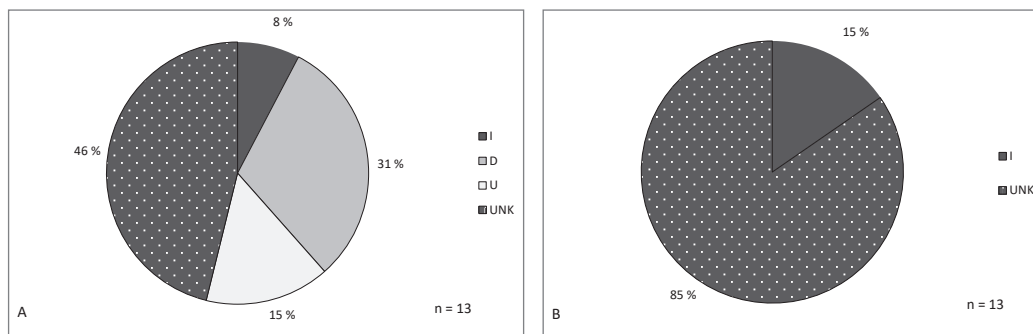 8 %
46 %
31 %
15 %
I
D
U
UNK
A
n = 13
15 %
85 %
I
UNK
B
n = 13